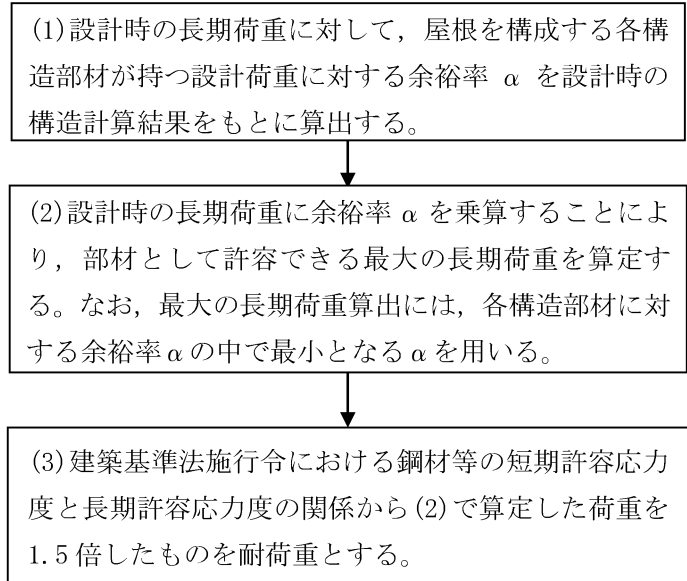 (1)設計時の長期荷重に対して，屋根を構成する各構
造部材が持つ設計荷重に対する余裕率 α を設計時の
構造計算結果をもとに算出する。
(2)設計時の長期荷重に余裕率 α を乗算することによ
り，部材として許容できる最大の長期荷重を算定す
る。なお，最大の長期荷重算出には，各構造部材に対
する余裕率 α の中で最小となる α を用いる。
(3)建築基準法施行令における鋼材等の短期許容応力
度と長期許容応力度の関係から(2)で算定した荷重を
1.5 倍したものを耐荷重とする。